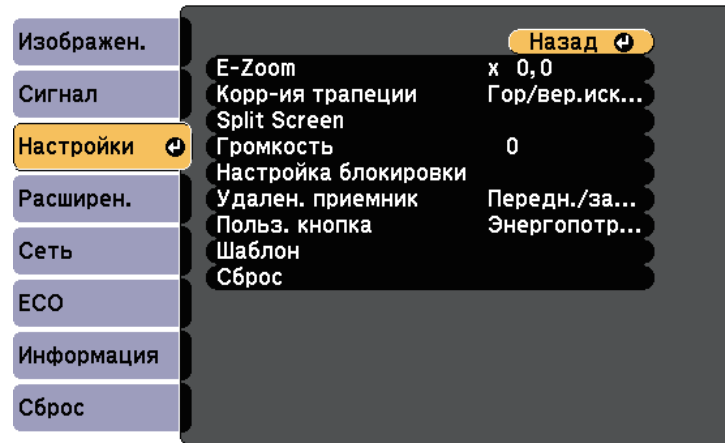 Изображен.
Сигнал
Настройки
Расширен.
Сеть
ECO
Информация
Сброс
Назад
E-Zoom x 0,0
Корр-ия трапеции Гор/вер.иск...
Split Screen
Громкость 0
Настройка блокировки
Удален. приемник Передн./за...
Польз. кнопка Энергопотр...
Шаблон
Сброс